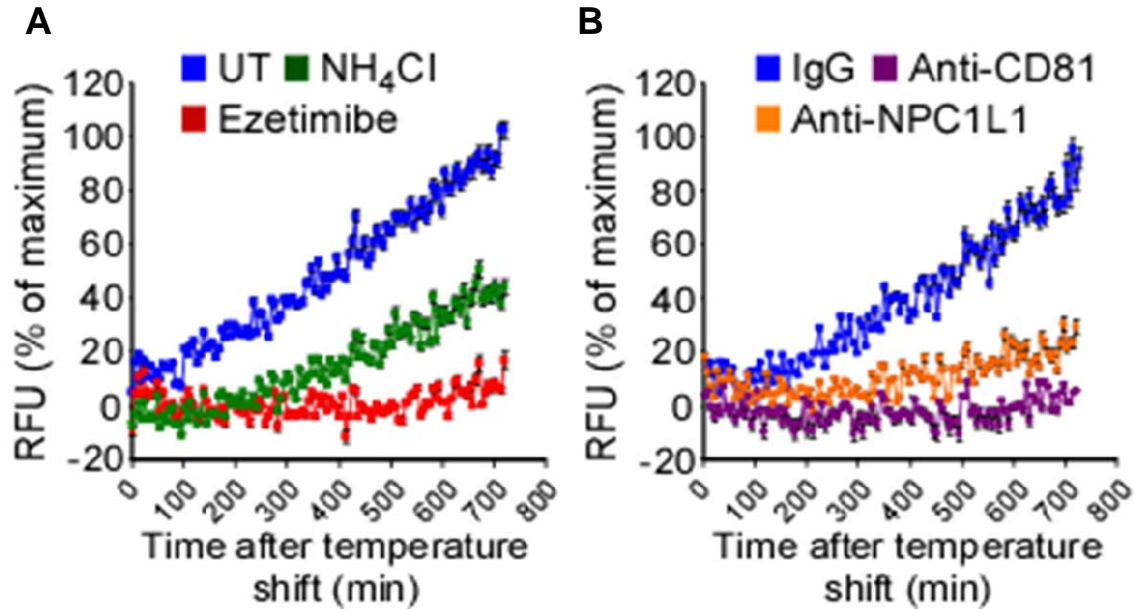 A
UT NH4Cl
Ezetimibe
RFU (% of maximum)
120
100
80
60
40
20
0
-20
0 100 200 300 400 500 600 700 800
Time after temperature
shift (min)
B
IgG Anti-CD81
Anti-NPC1L1
RFU (% of maximum)
120
100
80
60
40
20
0
-20
0 100 200 300 400 500 600 700 800
Time after temperature
shift (min)